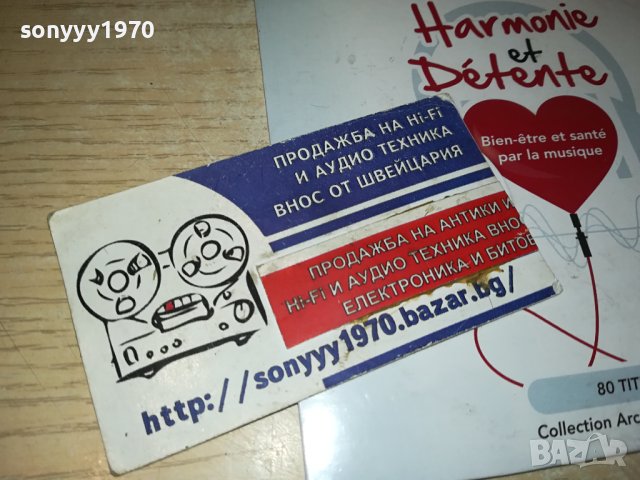 sonyyy1970
Harmonie
et
Détente
Bien-être et santé
par la musique
ПРОДАЖБА НА Hi-Fi
И АУДИО ТЕХНИКА
ВНОС ОТ ШВЕЙЦАРИЯ
ПРОДАЖБА НА АНТИКИ И
Hi-Fi И АУДИО ТЕХНИКА ВНО
ЕЛЕКТРОНИКА И БИТОВ
http://sonyyy1970.bazar.bg/
80 TIT
Collection Arc
BAZAR